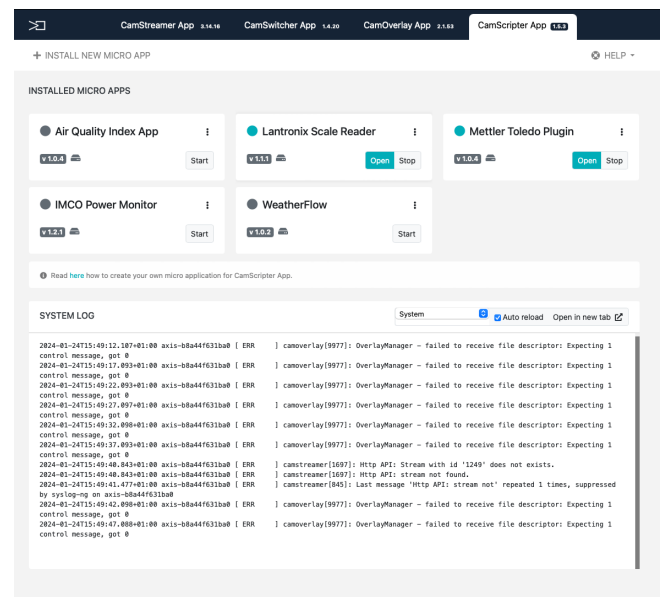 CamStreamer App 3.14.16 CamSwitcher App 1.4.20 CamOverlay App 2.1.53 CamScripter App 1.5.3
+ INSTALL NEW MICRO APP HELP
INSTALLED MICRO APPS
Air Quality Index App
v 1.0.4 Start
Lantronix Scale Reader
v 1.1.1 Open Stop
Mettler Toledo Plugin
v 1.0.4 Open Stop
IMCO Power Monitor
v 1.2.1 Start
WeatherFlow
v 1.0.2 Start
Read here how to create your own micro application for CamScripter App.
SYSTEM LOG System Auto reload Open in new tab
2024-01-24T15:49:12.107+01:00 axis-b8a44f631ba0 [ ERR ] camoverlay[9977]: OverlayManager - failed to receive file descriptor: Expecting 1
control message, got 0
2024-01-24T15:49:17.093+01:00 axis-b8a44f631ba0 [ ERR ] camoverlay[9977]: OverlayManager - failed to receive file descriptor: Expecting 1
control message, got 0
2024-01-24T15:49:22.093+01:00 axis-b8a44f631ba0 [ ERR ] camoverlay[9977]: OverlayManager - failed to receive file descriptor: Expecting 1
control message, got 0
2024-01-24T15:49:27.097+01:00 axis-b8a44f631ba0 [ ERR ] camoverlay[9977]: OverlayManager - failed to receive file descriptor: Expecting 1
control message, got 0
2024-01-24T15:49:32.098+01:00 axis-b8a44f631ba0 [ ERR ] camoverlay[9977]: OverlayManager - failed to receive file descriptor: Expecting 1
control message, got 0
2024-01-24T15:49:37.093+01:00 axis-b8a44f631ba0 [ ERR ] camoverlay[9977]: OverlayManager - failed to receive file descriptor: Expecting 1
control message, got 0
2024-01-24T15:49:40.843+01:00 axis-b8a44f631ba0 [ ERR ] camstreamer[1697]: Http API: Stream with id '1249' does not exists.
2024-01-24T15:49:40.843+01:00 axis-b8a44f631ba0 [ ERR ] camstreamer[1697]: Http API: stream not found.
2024-01-24T15:49:41.477+01:00 axis-b8a44f631ba0 [ ERR ] camstreamer[845]: Last message 'Http API: stream not' repeated 1 times, suppressed
by syslog-ng on axis-b8a44f631ba0
2024-01-24T15:49:42.098+01:00 axis-b8a44f631ba0 [ ERR ] camoverlay[9977]: OverlayManager - failed to receive file descriptor: Expecting 1
control message, got 0
2024-01-24T15:49:47.088+01:00 axis-b8a44f631ba0 [ ERR ] camoverlay[9977]: OverlayManager - failed to receive file descriptor: Expecting 1
control message, got 0